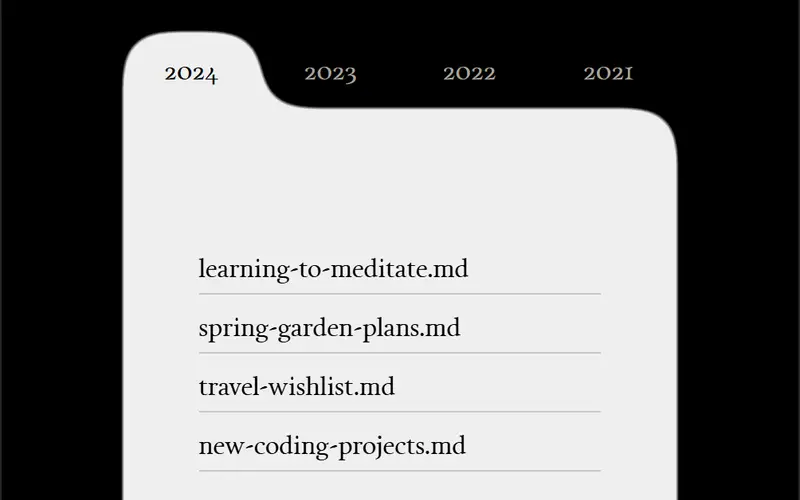 2024 2023 2022 2021
learning-to-meditate.md
spring-garden-plans.md
travel-wishlist.md
new-coding-projects.md